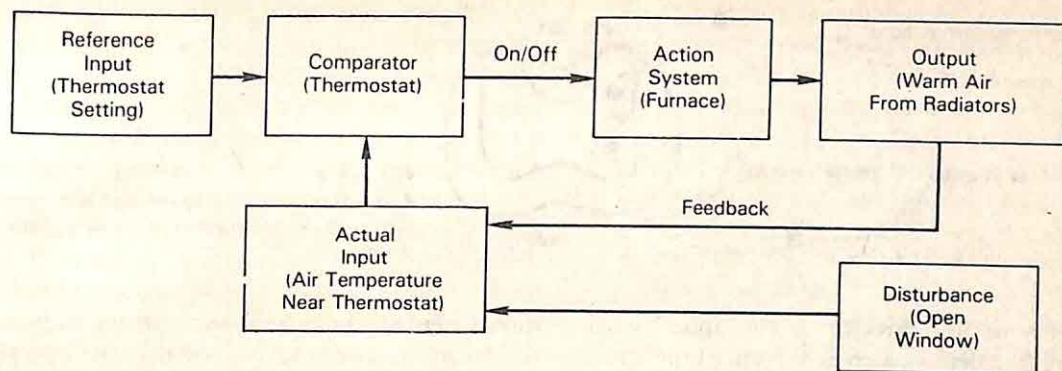 Reference
Input
(Thermostat
Setting)
Comparator
(Thermostat)
On/Off
Action
System
(Furnace)
Output
(Warm Air
From Radiators)
Feedback
Actual
Input
(Air Temperature
Near Thermostat)
Disturbance
(Open
Window)